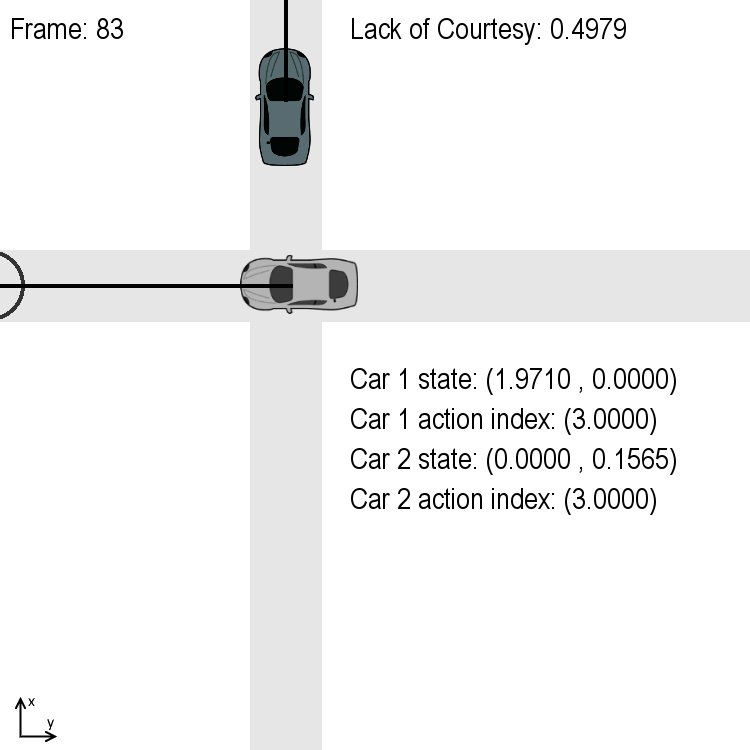 Frame: 83
Lack of Courtesy: 0.4979
Car 1 state: (1.9710 , 0.0000)
Car 1 action index: (3.0000)
Car 2 state: (0.0000 , 0.1565)
Car 2 action index: (3.0000)
x
y